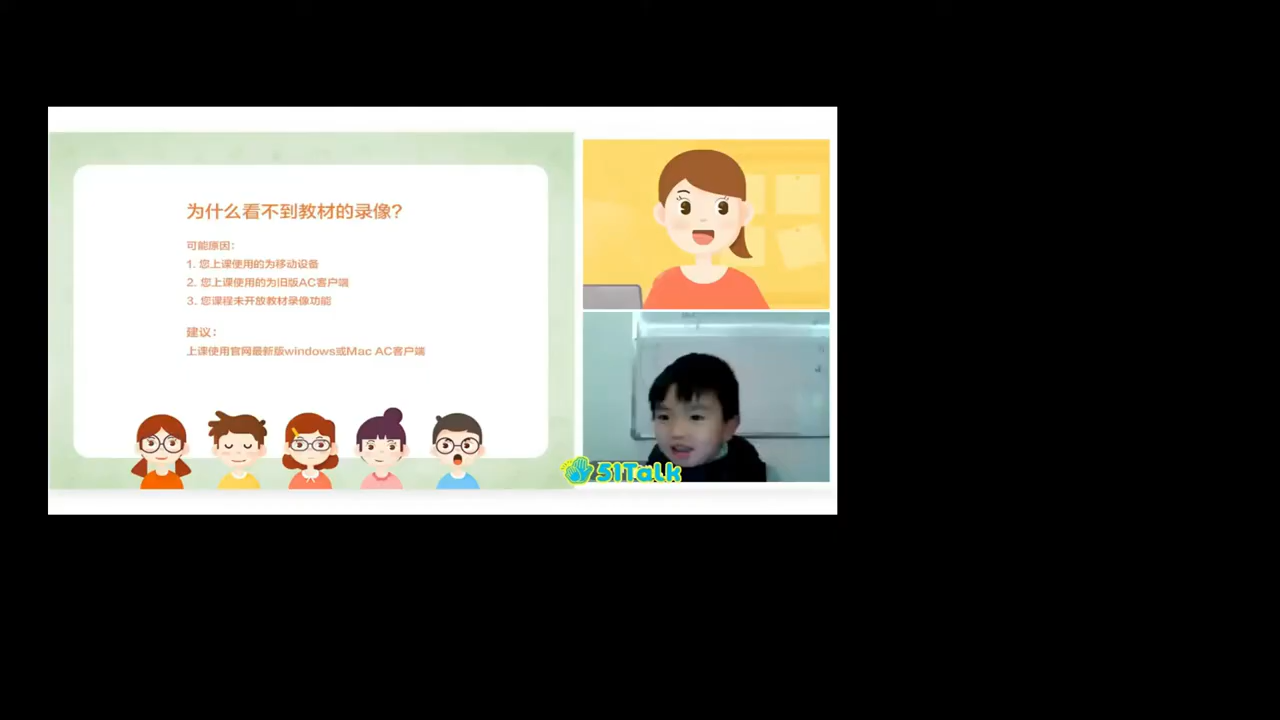 为什么看不到教材的录像?
可能原因:
1. 您上课使用的为移动设备
2. 您上课使用的为旧版AC客户端
3. 您课程未开放教材录像功能
建议:
上课使用官网最新版windows或Mac AC客户端
51Talk